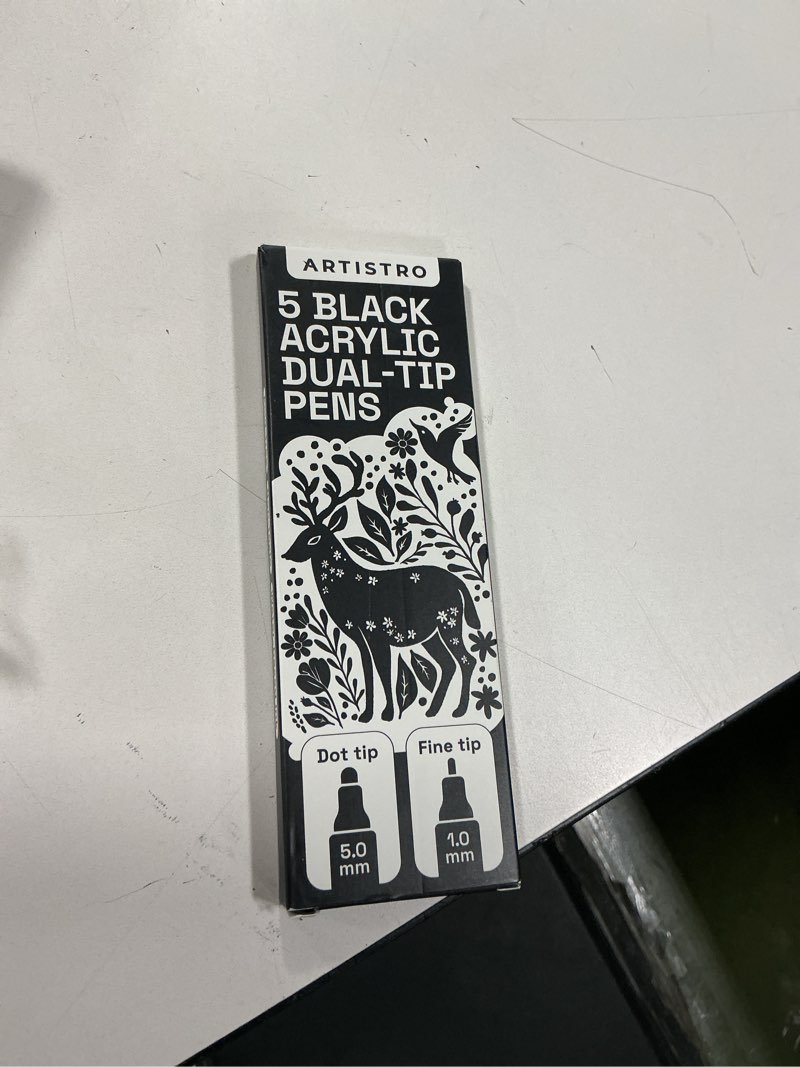 ARTISTRO
5 BLACK
ACRYLIC
DUAL-TIP
PENS
Dot tip
5.0
mm
Fine tip
1.0
mm